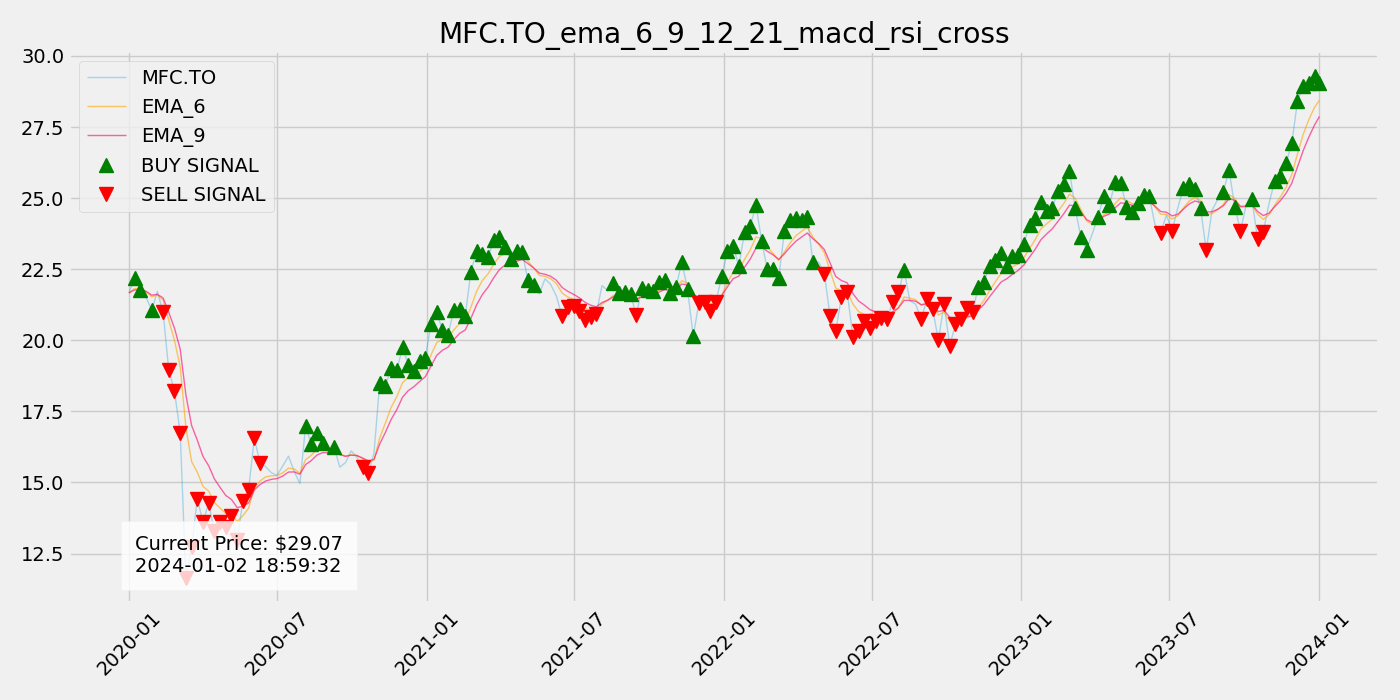 MFC.TO_ema_6_9_12_21_macd_rsi_cross
30.0
27.5
25.0
22.5
20.0
17.5
15.0
12.5
MFC.TO
EMA_6
EMA_9
BUY SIGNAL
SELL SIGNAL
Current Price: $29.07
2024-01-02 18:59:32
2020-01
2020-07
2021-01
2021-07
2022-01
2022-07
2023-01
2023-07
2024-01